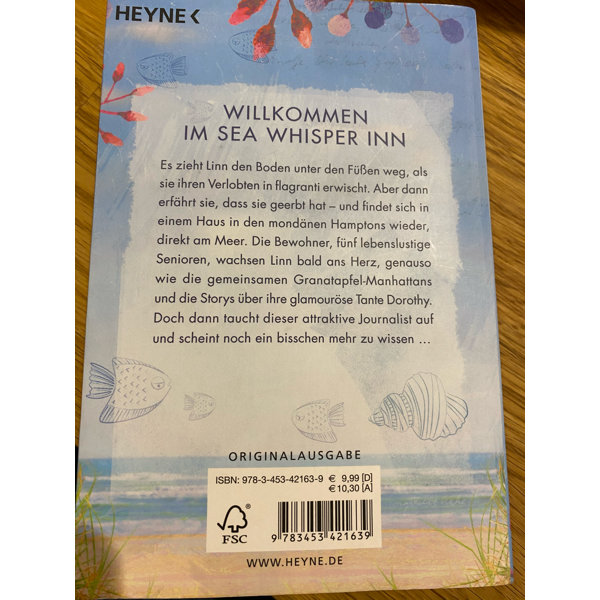 HEYNE <
WILLKOMMEN
IM SEA WHISPER INN
Es zieht Linn den Boden unter den Füßen weg, als
sie ihren Verlobten in flagranti erwischt. Aber dann
erfährt sie, dass sie geerbt hat – und findet sich in
einem Haus in den mondänen Hamptons wieder,
direkt am Meer. Die Bewohner, fünf lebenslustige
Senioren, wachsen Linn bald ans Herz, genauso
wie die gemeinsamen Granatapfel-Manhattans
und die Storys über ihre glamouröse Tante Dorothy.
Doch dann taucht dieser attraktive Journalist auf
und scheint noch ein bisschen mehr zu wissen ...
ORIGINALAUSGABE
ISBN: 978-3-453-42163-9 € 9,99 [D]
€ 10,30 [A]
FSC
9 783453 421639
WWW.HEYNE.DE